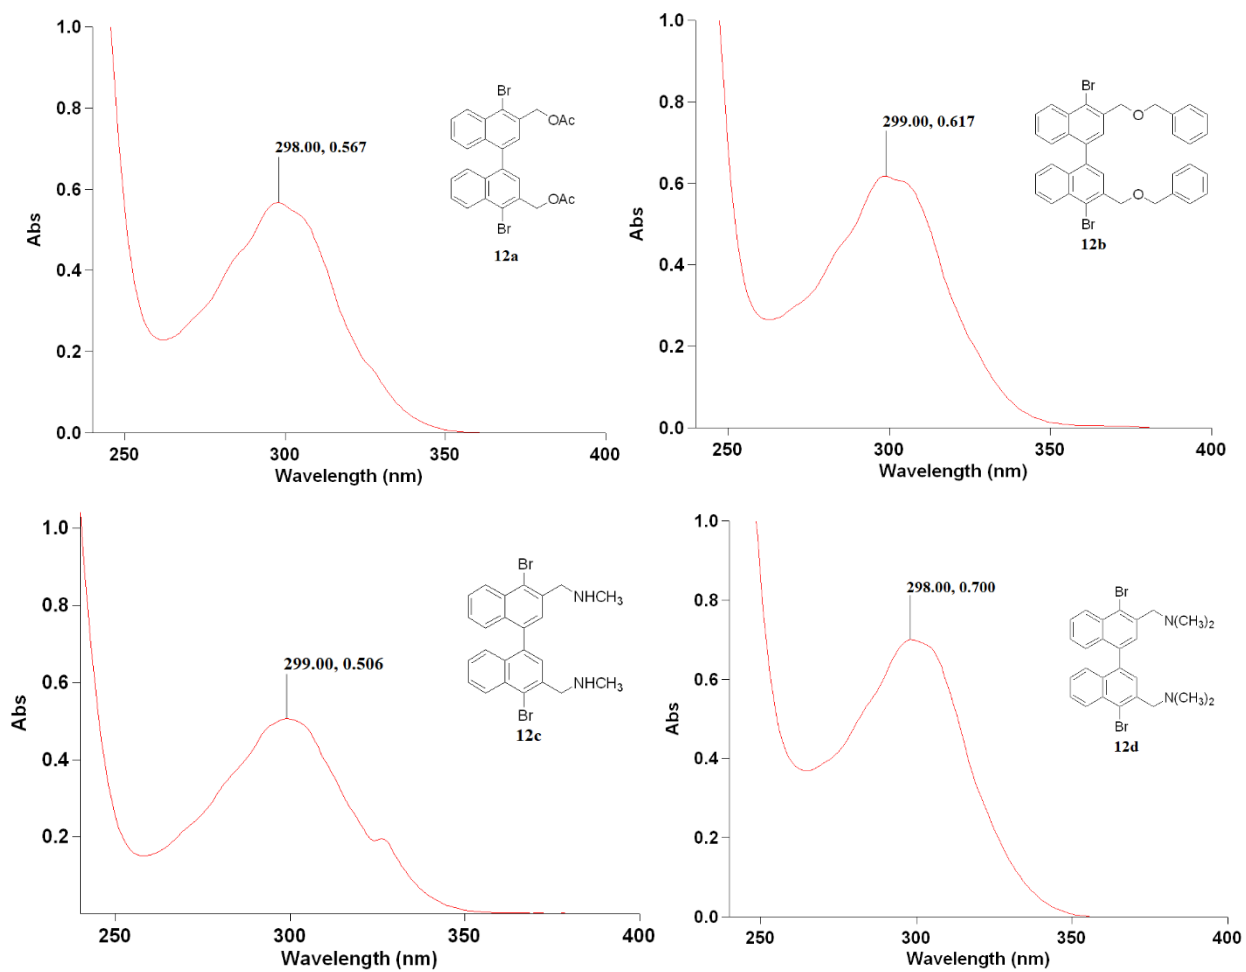 1.0
0.8
0.6
0.4
0.2
0.0
Abs
298.00, 0.567
Br
OAc
OAc
Br
12a
250
300
350
400
Wavelength (nm)
1.0
0.8
0.6
0.4
0.2
0.0
Abs
299.00, 0.617
Br
O
O
Br
12b
250
300
350
400
Wavelength (nm)
1.0
0.8
0.6
0.4
0.2
Abs
299.00, 0.506
Br
NHCH3
NHCH3
Br
12c
250
300
350
400
Wavelength (nm)
1.0
0.8
0.6
0.4
0.2
0.0
Abs
298.00, 0.700
Br
N(CH3)2
N(CH3)2
Br
12d
250
300
350
400
Wavelength (nm)